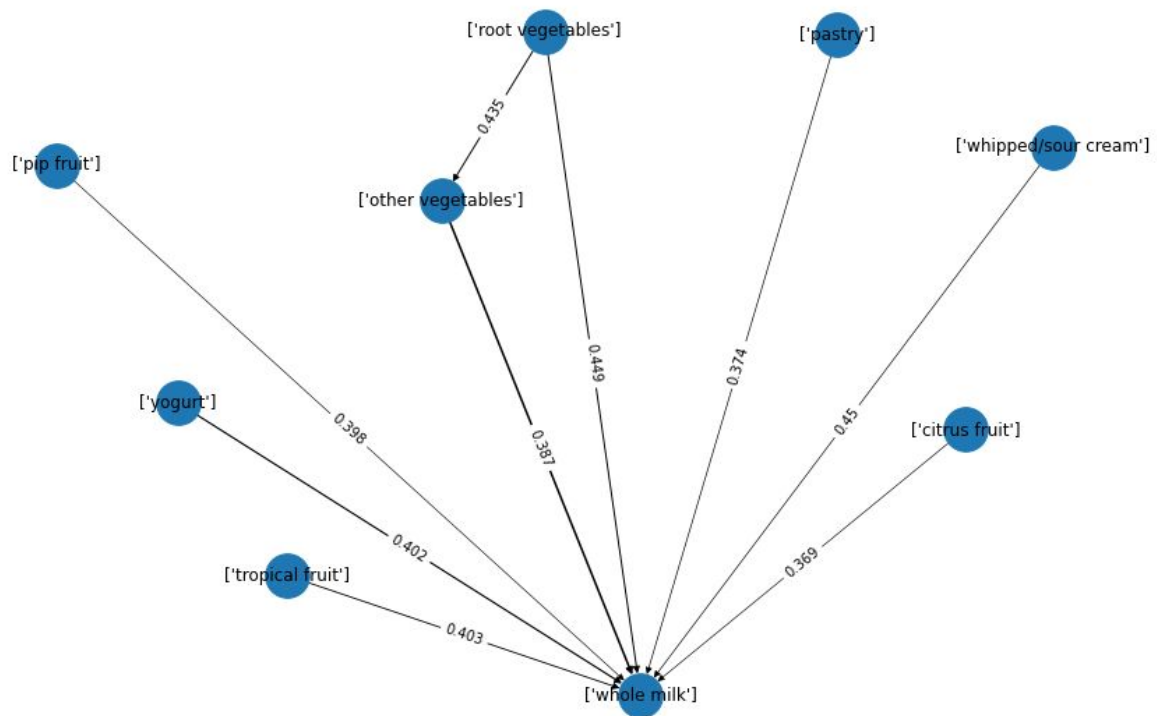 ['root vegetables']
['pastry']
0.435
['whipped/sour cream']
['pip fruit']
['other vegetables']
0.449
0.374
['yogurt']
0.398
0.387
0.45
['citrus fruit']
0.402
0.369
['tropical fruit']
0.403
['whole milk']